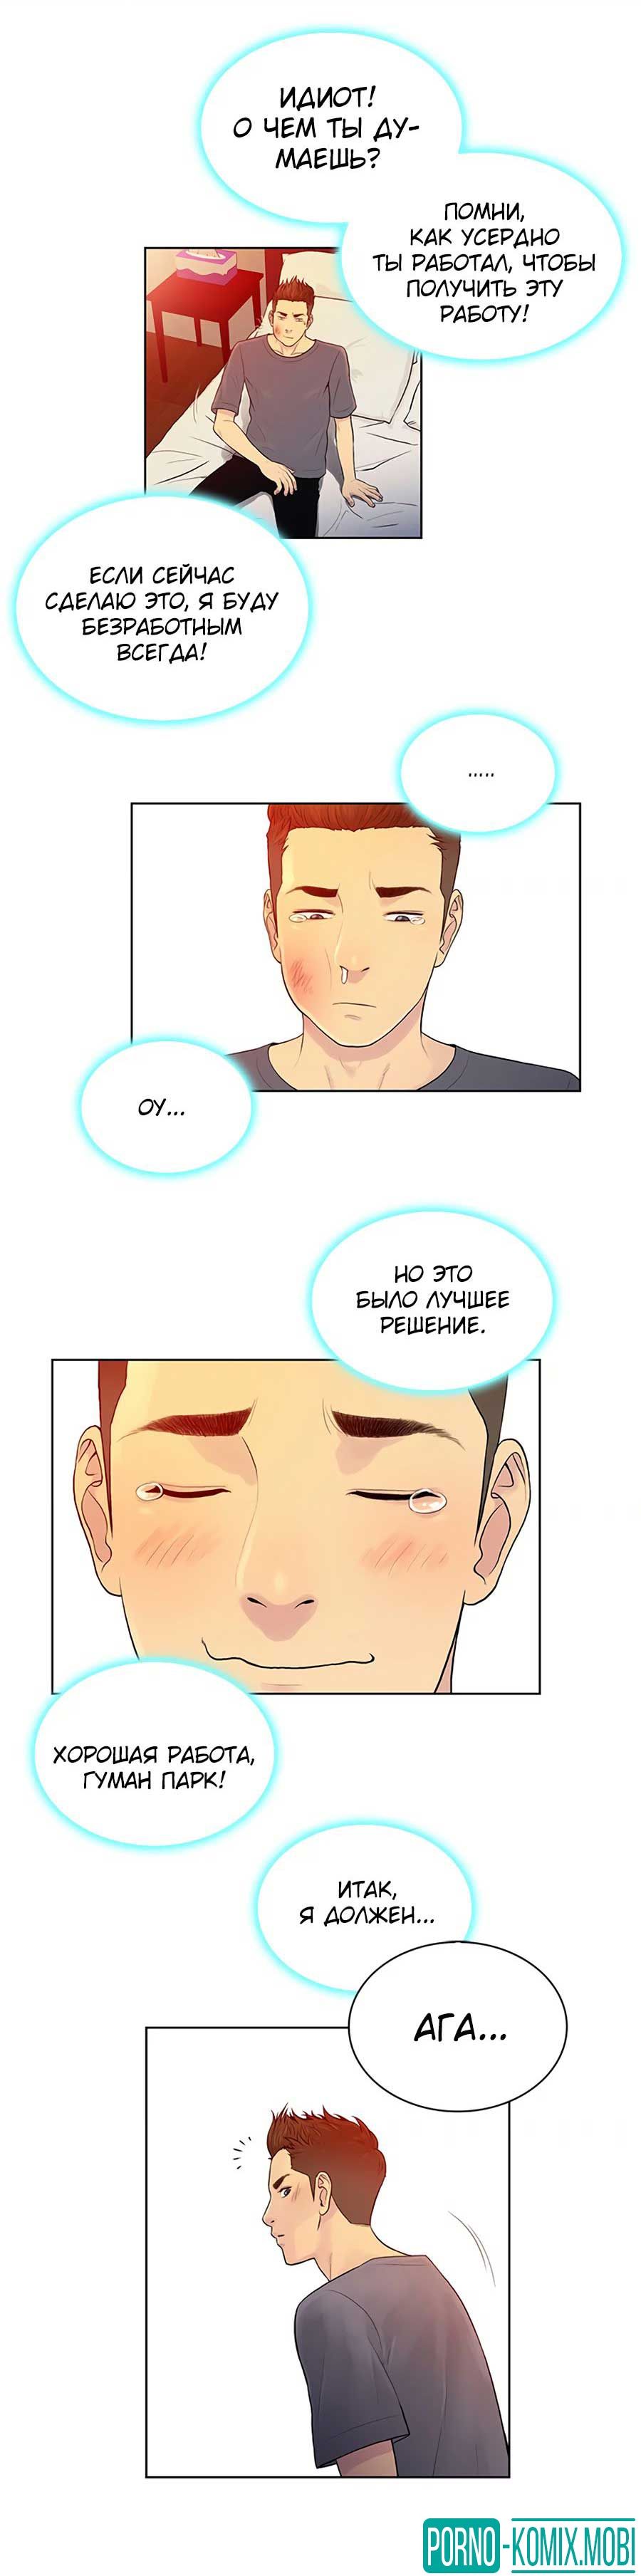 ИДИОТ!
О ЧЕМ ТЫ ДУ-
МАЕШЬ?
ПОМНИ,
КАК УСЕРДНО
ТЫ РАБОТАЛ, ЧТОБЫ
ПОЛУЧИТЬ ЭТУ
РАБОТУ!
ЕСЛИ СЕЙЧАС
СДЕЛАЮ ЭТО, Я БУДУ
БЕЗРАБОТНЫМ
ВСЕГДА!
.....
ОУ...
НО ЭТО
БЫЛО ЛУЧШЕЕ
РЕШЕНИЕ.
ХОРОШАЯ РАБОТА,
ГУМАН ПАРК!
ИТАК,
Я ДОЛЖЕН...
АГА...
PORNO-KOMIX.MOBI